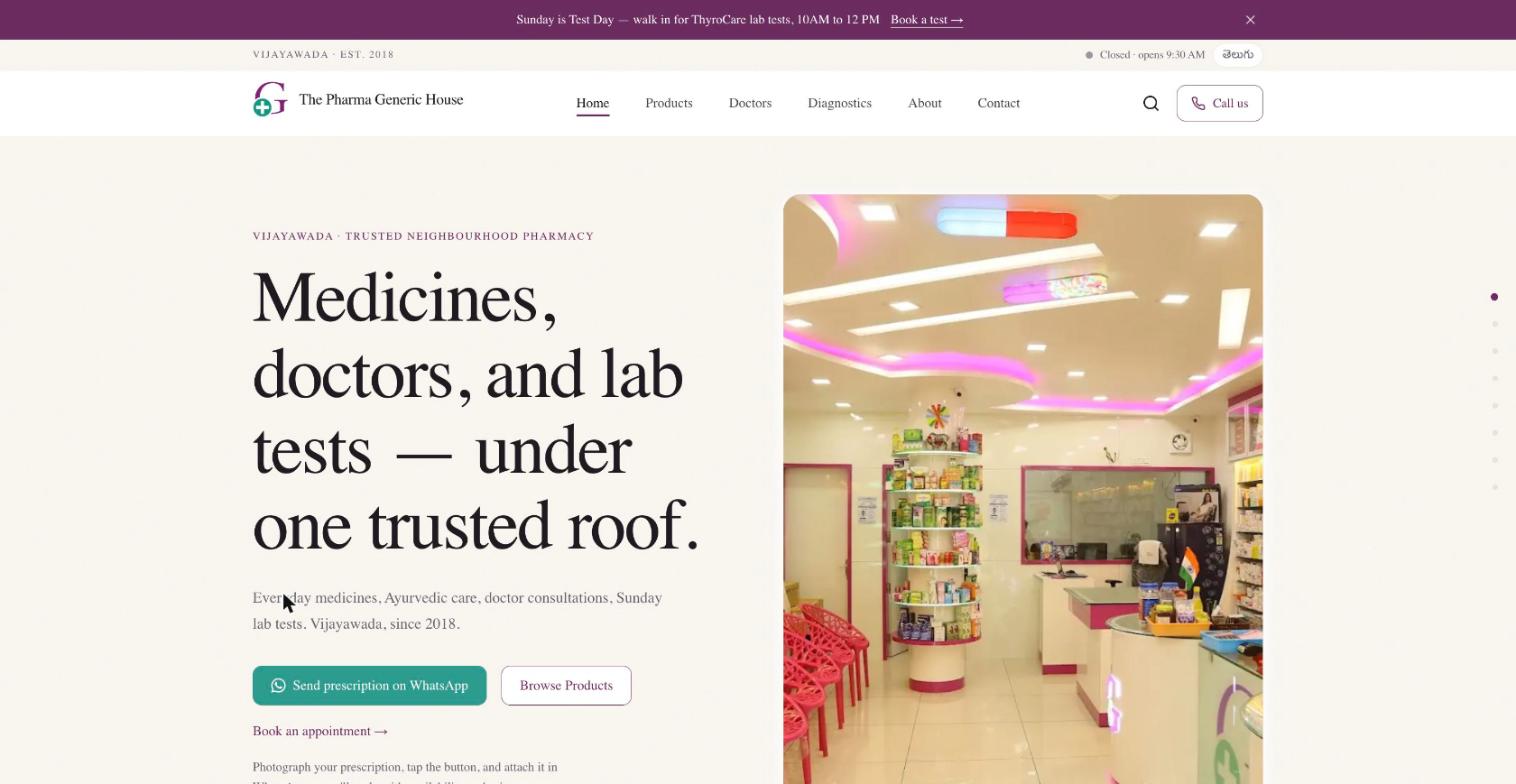 Sunday is Test Day — walk in for ThyroCare lab tests, 10AM to 12 PM Book a test →
VIJAYAWADA · EST. 2018
Closed · opens 9:30 AM
తెలుగు
The Pharma Generic House
Home
Products
Doctors
Diagnostics
About
Contact
Call us
VIJAYAWADA · TRUSTED NEIGHBOURHOOD PHARMACY
Medicines,
doctors, and lab
tests — under
one trusted roof.
Everyday medicines, Ayurvedic care, doctor consultations, Sunday
lab tests. Vijayawada, since 2018.
Send prescription on WhatsApp
Browse Products
Book an appointment →
Photograph your prescription, tap the button, and attach it in